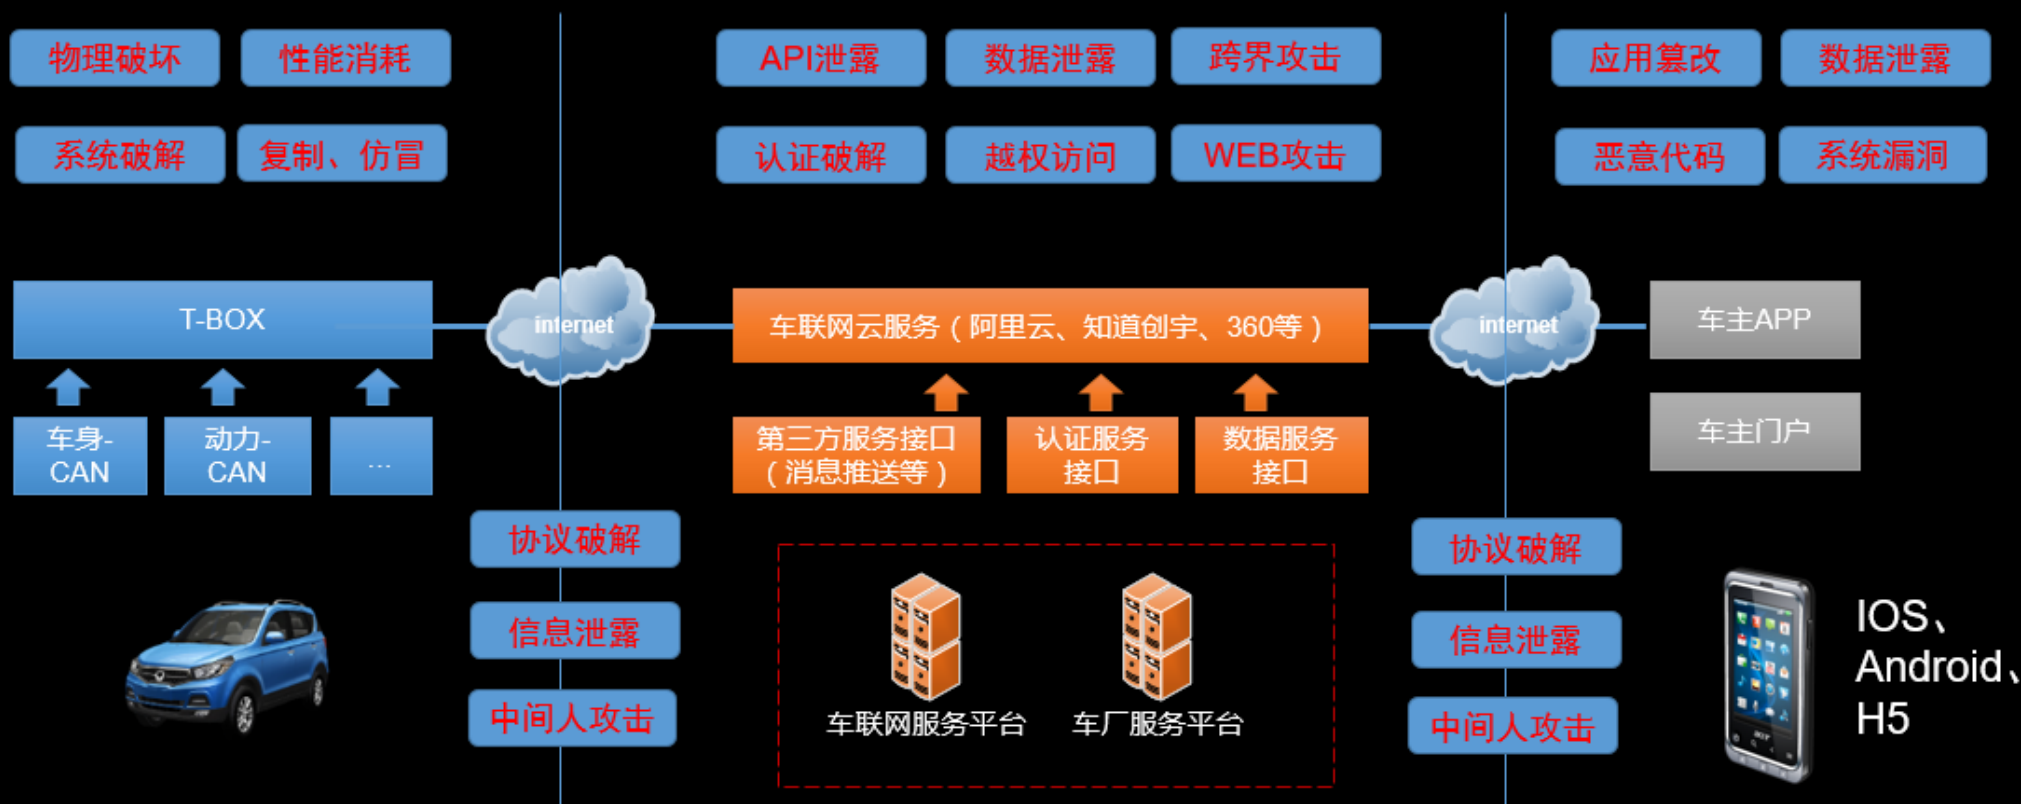 物理破坏
性能消耗
API泄露
数据泄露
跨界攻击
应用篡改
数据泄露
系统破解
复制、仿冒
认证破解
越权访问
WEB攻击
恶意代码
系统漏洞
T-BOX
internet
车联网云服务（阿里云、知道创宇、360等）
internet
车主APP
车身-
CAN
动力-
CAN
...
第三方服务接口
（消息推送等）
认证服务
接口
数据服务
接口
车主门户
协议破解
信息泄露
中间人攻击
车联网服务平台
车厂服务平台
协议破解
信息泄露
中间人攻击
IOS、
Android、
H5
acer